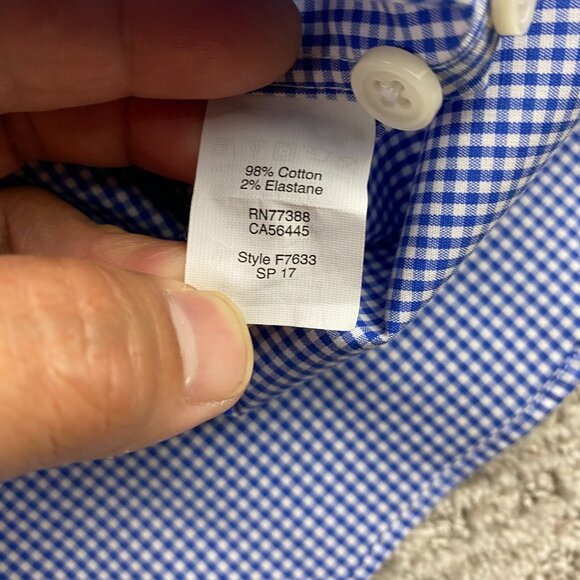 98% Cotton
2% Elastane
RN77388
CA56445
Style F7633
SP 17